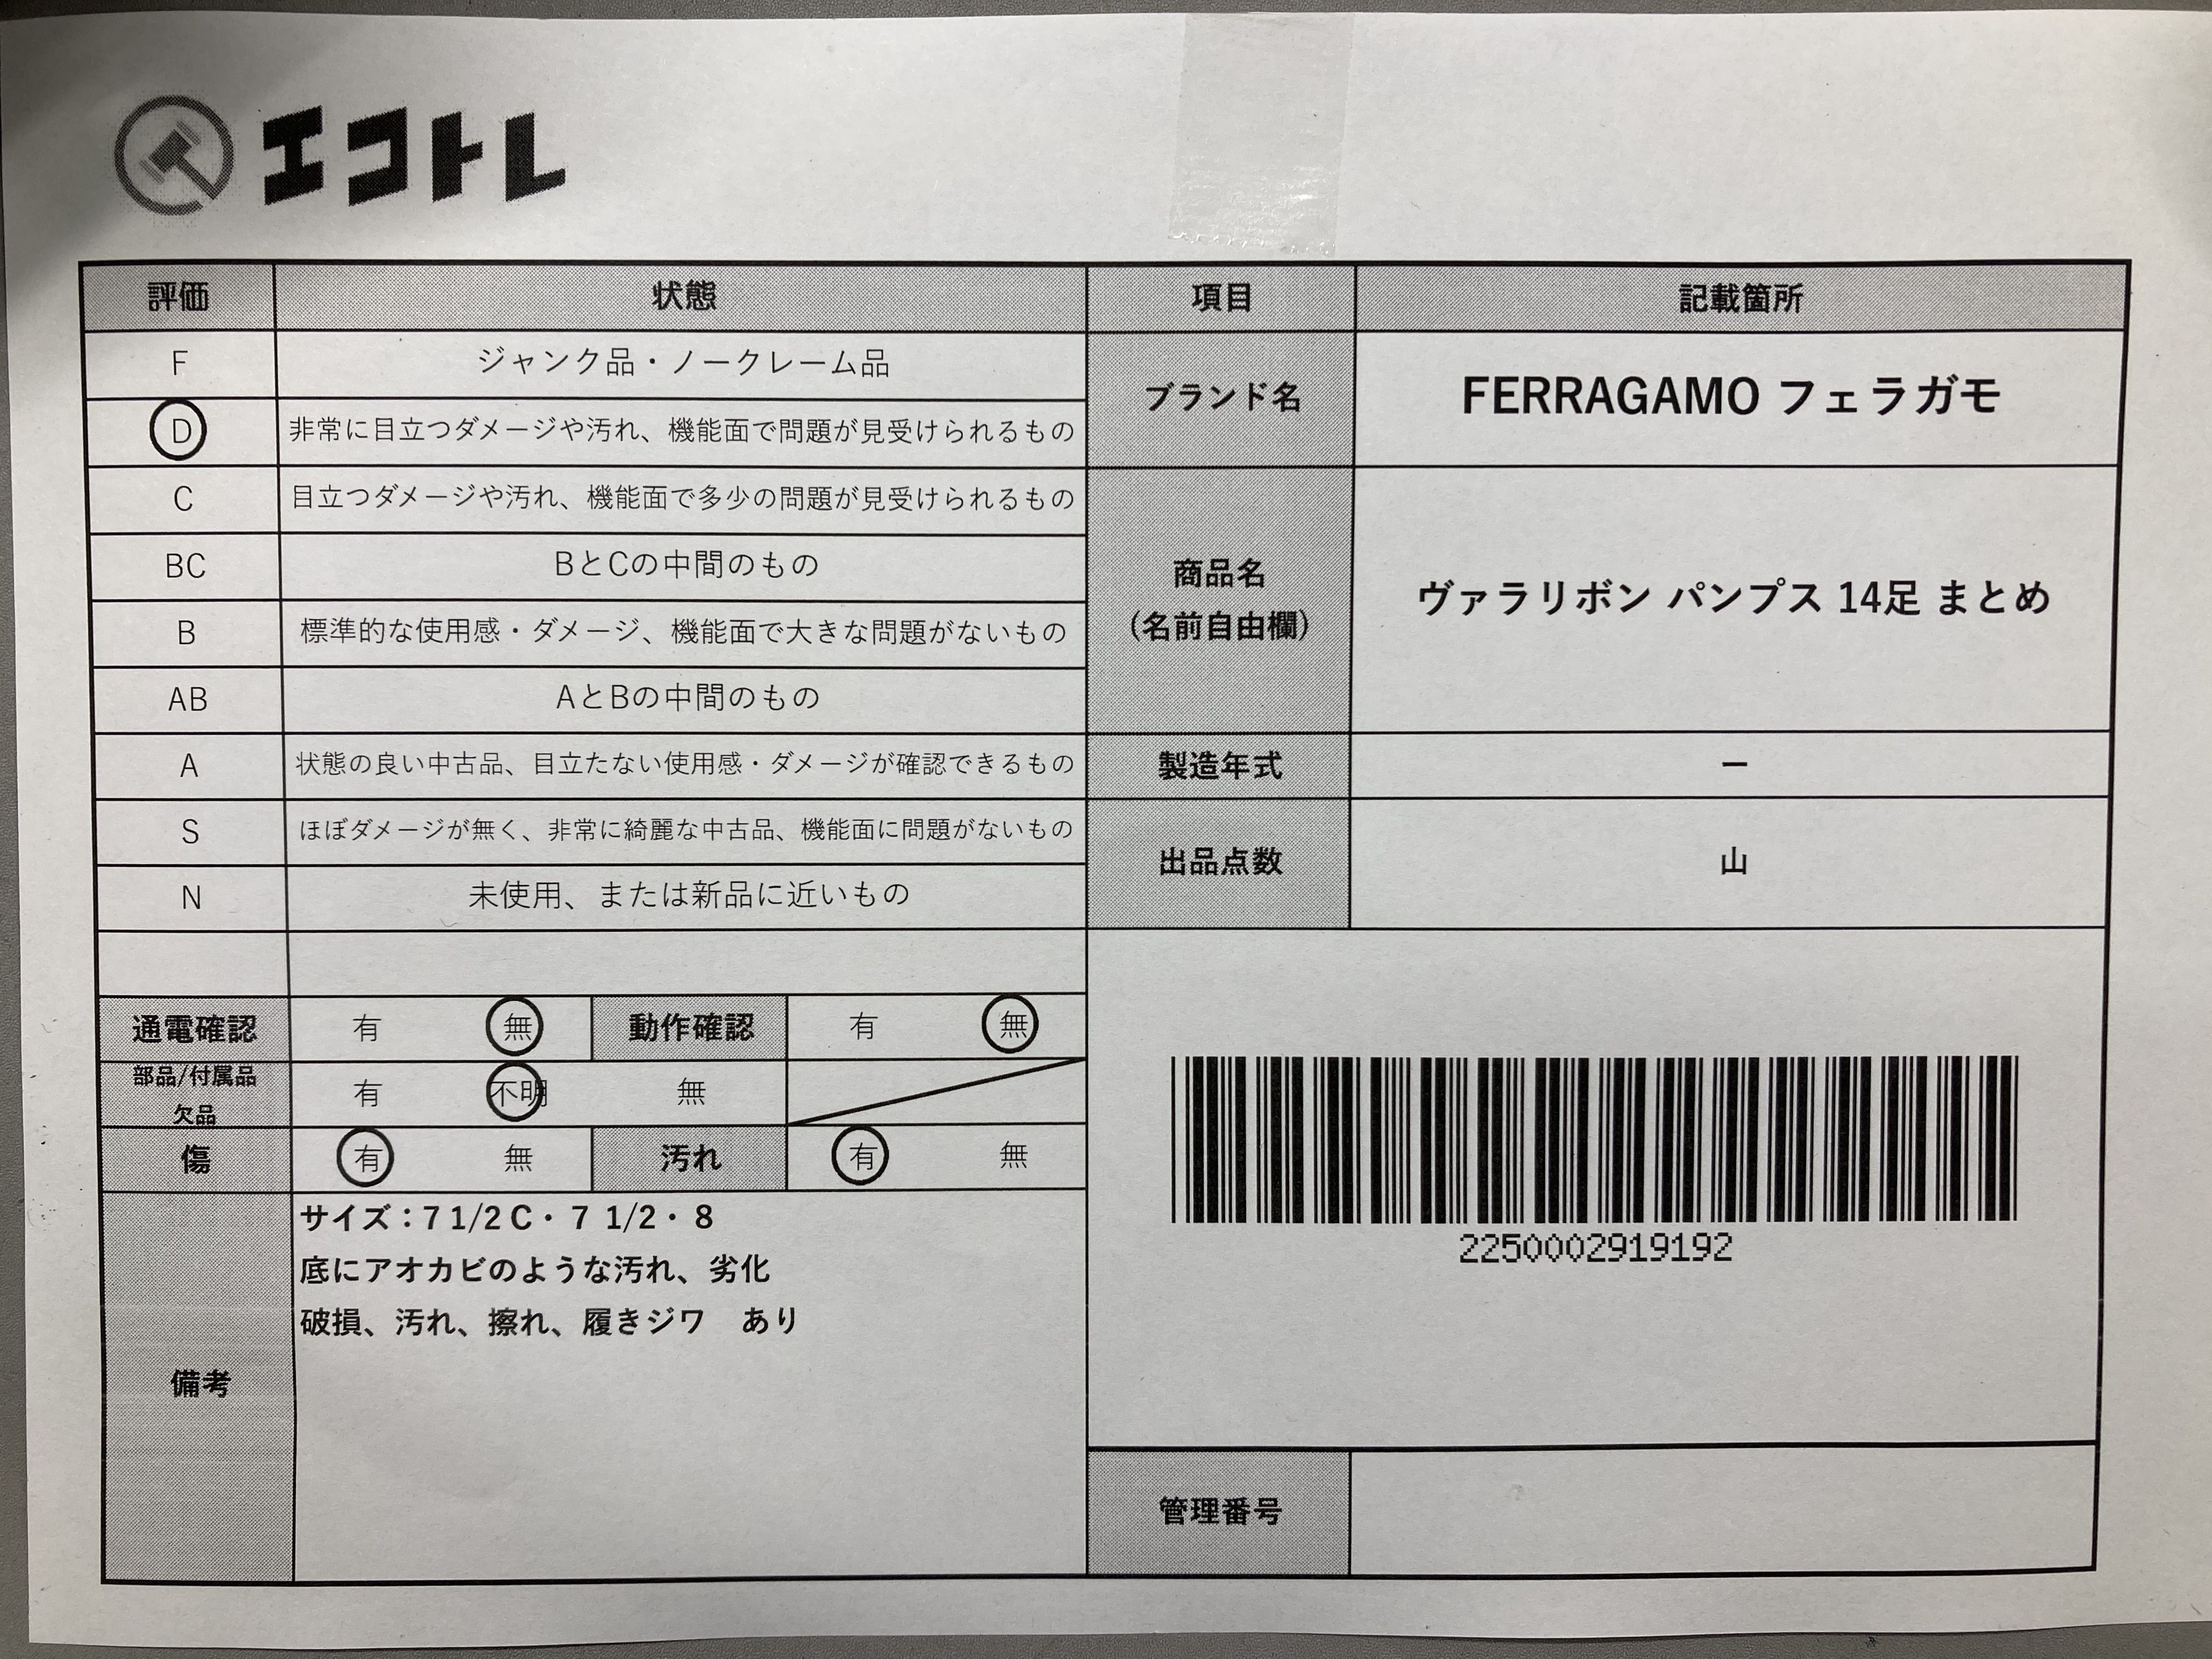 エコトレ
評価 状態 項目 記載箇所
F ジャンク品・ノークレーム品
D 非常に目立つダメージや汚れ、機能面で問題が見受けられるもの
ブランド名 FERRAGAMO フェラガモ
C 目立つダメージや汚れ、機能面で多少の問題が見受けられるもの
BC BとCの中間のもの
B 標準的な使用感・ダメージ、機能面で大きな問題がないもの
AB AとBの中間のもの
商品名
(名前自由欄)
ヴァラリボン パンプス 14足 まとめ
A 状態の良い中古品、目立たない使用感・ダメージが確認できるもの
製造年式 ー
S ほぼダメージが無く、非常に綺麗な中古品、機能面に問題がないもの
N 未使用、または新品に近いもの
出品点数 山
通電確認 有 無 動作確認 有 無
部品/付属品
欠品
有 不明 無
傷 有 無 汚れ 有 無
備考
サイズ：7 1/2 C・ 7 1/2・ 8
底にアオカビのような汚れ、劣化
破損、汚れ、擦れ、履きジワ　あり
2250002919192
管理番号